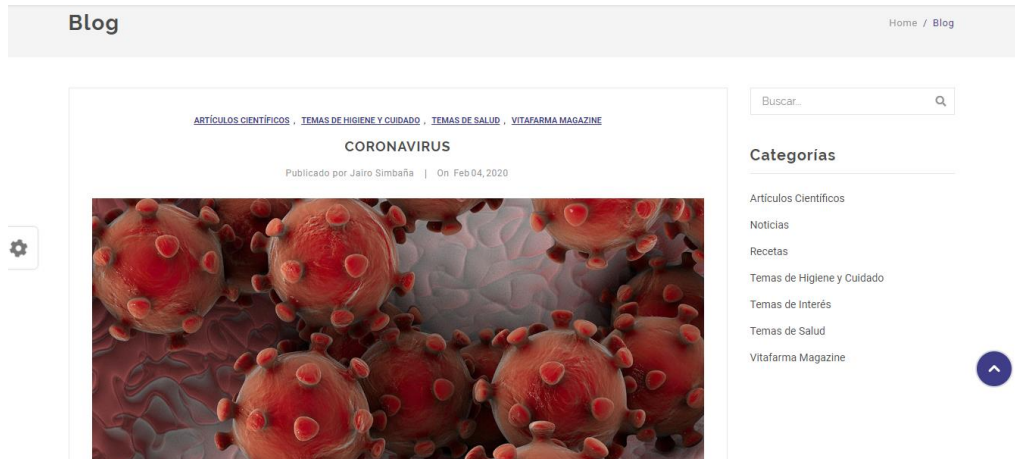 Blog
Home / Blog
ARTÍCULOS CIENTÍFICOS , TEMAS DE HIGIENE Y CUIDADO , TEMAS DE SALUD , VITAFARMA MAGAZINE
CORONAVIRUS
Publicado por Jairo Simbaña | On Feb 04, 2020
Buscar...
Categorías
Artículos Científicos
Noticias
Recetas
Temas de Higiene y Cuidado
Temas de Interés
Temas de Salud
Vitafarma Magazine